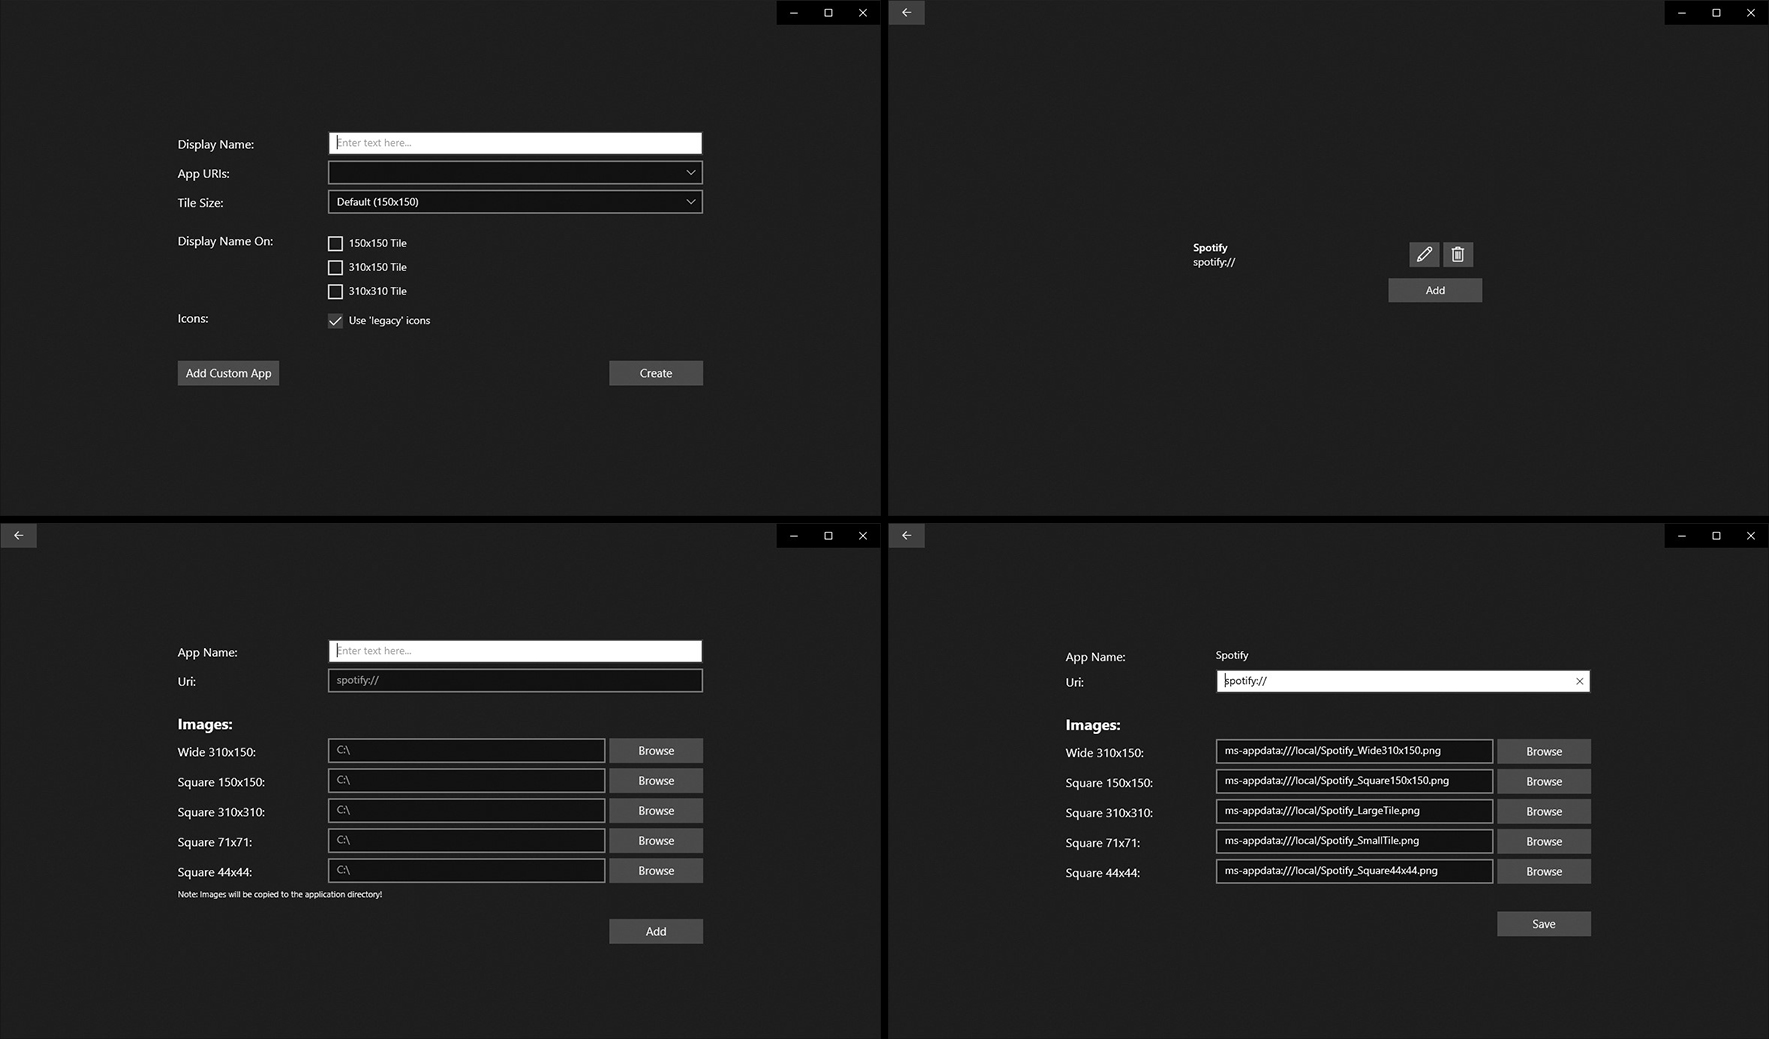 Display Name:
Enter text here...
App URIs:
Tile Size:
Default (150x150)
Display Name On:
150x150 Tile
310x150 Tile
310x310 Tile
Icons:
Use 'legacy' icons
Add Custom App
Create
Spotify
spotify://
Add
App Name:
Enter text here...
Uri:
spotify://
Images:
Wide 310x150:
C:\
Browse
Square 150x150:
C:\
Browse
Square 310x310:
C:\
Browse
Square 71x71:
C:\
Browse
Square 44x44:
C:\
Browse
Note: Images will be copied to the application directory!
Add
App Name:
Spotify
Uri:
spotify://
Images:
Wide 310x150:
ms-appdata:///local/Spotify_Wide310x150.png
Browse
Square 150x150:
ms-appdata:///local/Spotify_Square150x150.png
Browse
Square 310x310:
ms-appdata:///local/Spotify_LargeTile.png
Browse
Square 71x71:
ms-appdata:///local/Spotify_SmallTile.png
Browse
Square 44x44:
ms-appdata:///local/Spotify_Square44x44.png
Browse
Save